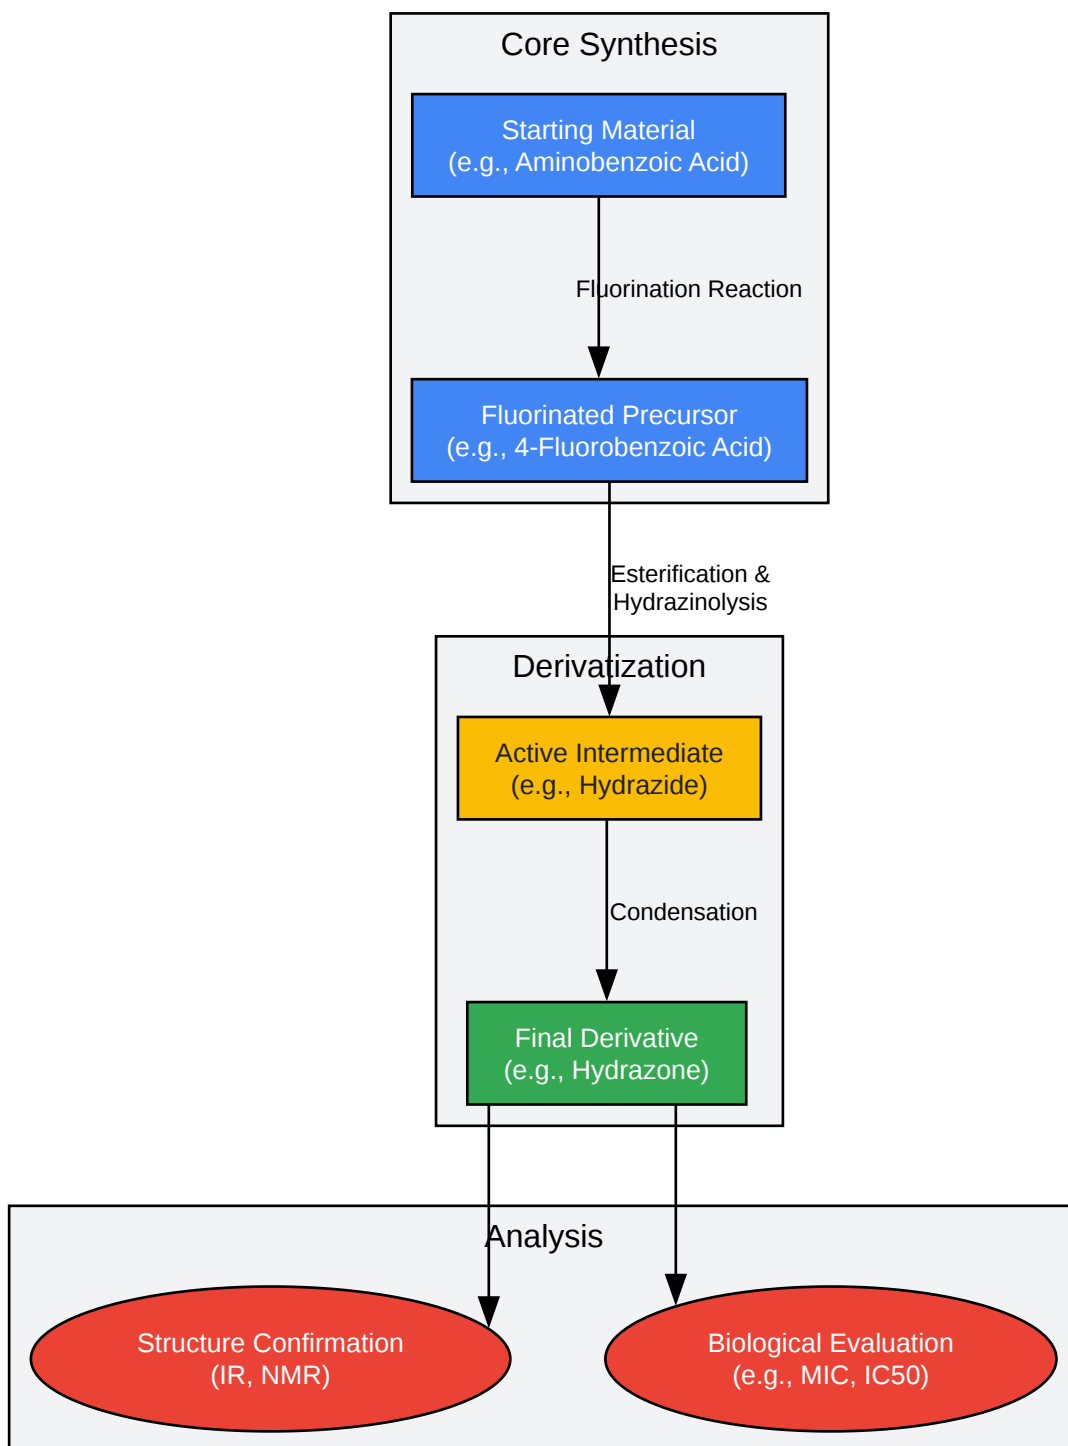 Core Synthesis
Starting Material
(e.g., Aminobenzoic Acid)
Fluorination Reaction
Fluorinated Precursor
(e.g., 4-Fluorobenzoic Acid)
Esterification &
Hydrazinolysis
Derivatization
Active Intermediate
(e.g., Hydrazide)
Condensation
Final Derivative
(e.g., Hydrazone)
Analysis
Structure Confirmation
(IR, NMR)
Biological Evaluation
(e.g., MIC, IC50)